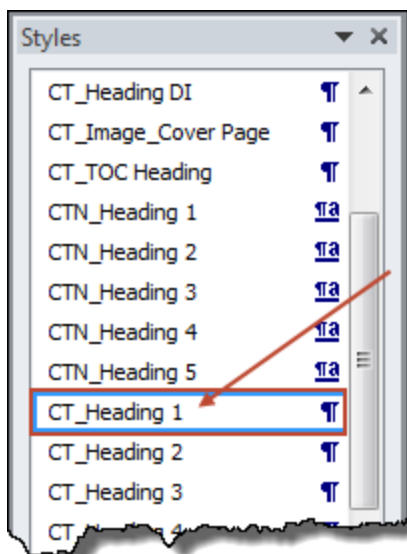 Styles
CT_Heading DI ¶
CT_Image_Cover Page ¶
CT_TOC Heading ¶
CTN_Heading 1 ¶a
CTN_Heading 2 ¶a
CTN_Heading 3 ¶a
CTN_Heading 4 ¶a
CTN_Heading 5 ¶a
CT_Heading 1 ¶
CT_Heading 2 ¶
CT_Heading 3 ¶
CT